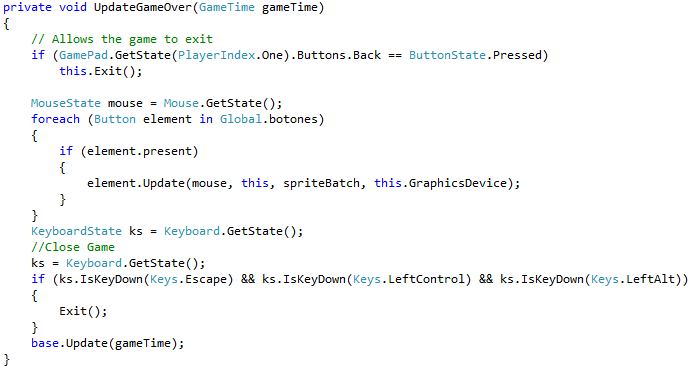 private void UpdateGameOver(GameTime gameTime)
{
    // Allows the game to exit
    if (GamePad.GetState(PlayerIndex.One).Buttons.Back == ButtonState.Pressed)
        this.Exit();

    MouseState mouse = Mouse.GetState();
    foreach (Button element in Global.botones)
    {
        if (element.present)
        {
            element.Update(mouse, this, spriteBatch, this.GraphicsDevice);
        }
    }
    KeyboardState ks = Keyboard.GetState();
    //Close Game
    ks = Keyboard.GetState();
    if (ks.IsKeyDown(Keys.Escape) && ks.IsKeyDown(Keys.LeftControl) && ks.IsKeyDown(Keys.LeftAlt))
    {
        Exit();
    }
    base.Update(gameTime);
}